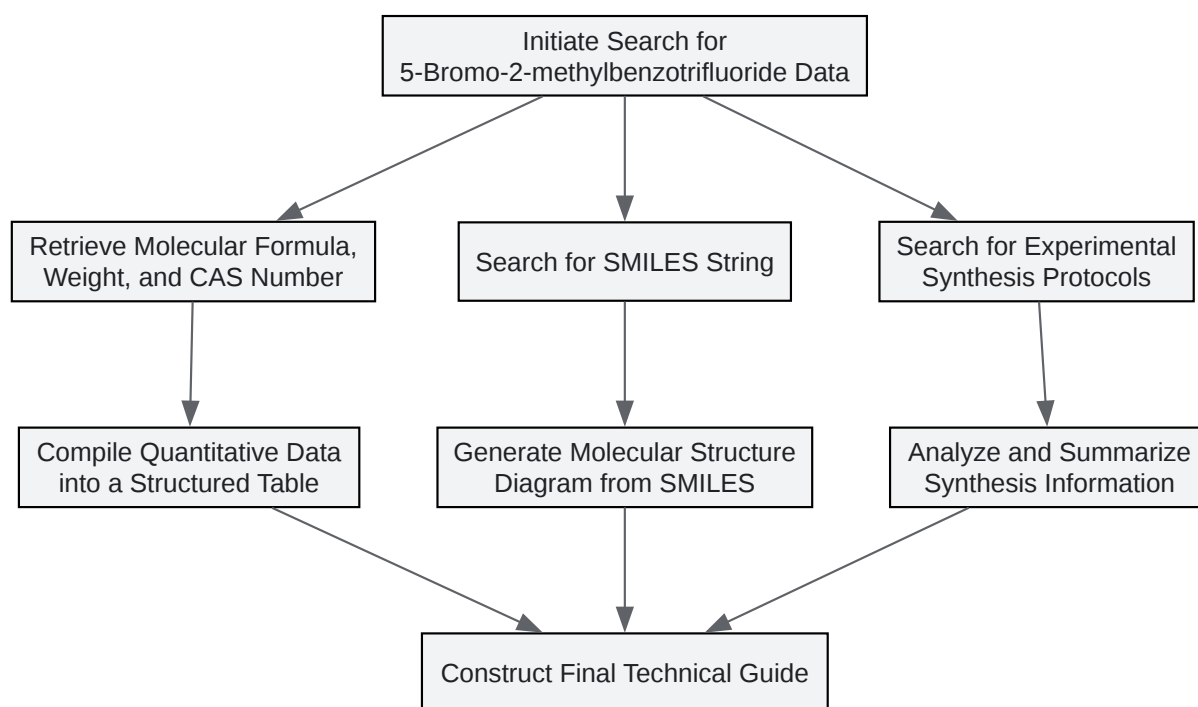 Initiate Search for
5-Bromo-2-methylbenzotrifluoride Data
Retrieve Molecular Formula,
Weight, and CAS Number
Search for SMILES String
Search for Experimental
Synthesis Protocols
Compile Quantitative Data
into a Structured Table
Generate Molecular Structure
Diagram from SMILES
Analyze and Summarize
Synthesis Information
Construct Final Technical Guide